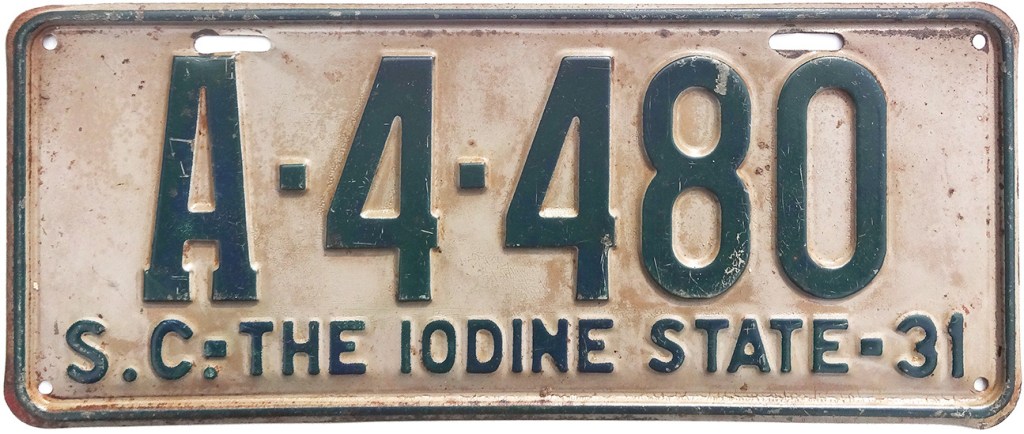 A-4-480
S.C.-THE IODINE STATE-31